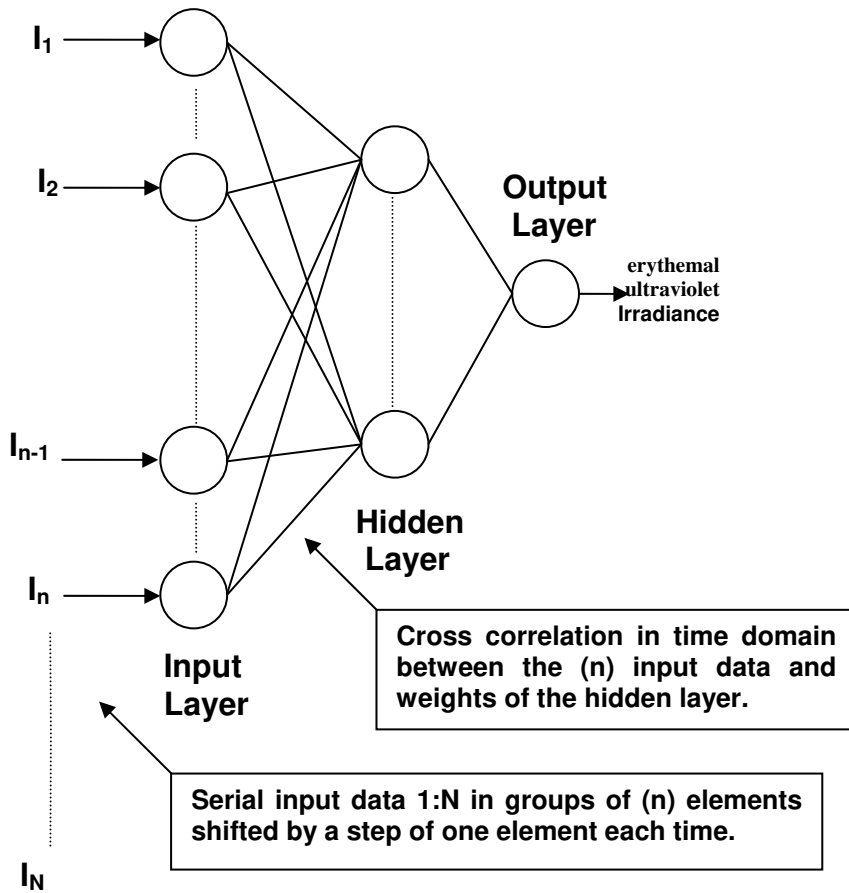 I1
I2
Output
Layer
erythemal
ultraviolet
Irradiance
In-1
Hidden
Layer
In
Cross correlation in time domain
between the (n) input data and
weights of the hidden layer.
Input
Layer
Serial input data 1:N in groups of (n) elements
shifted by a step of one element each time.
IN